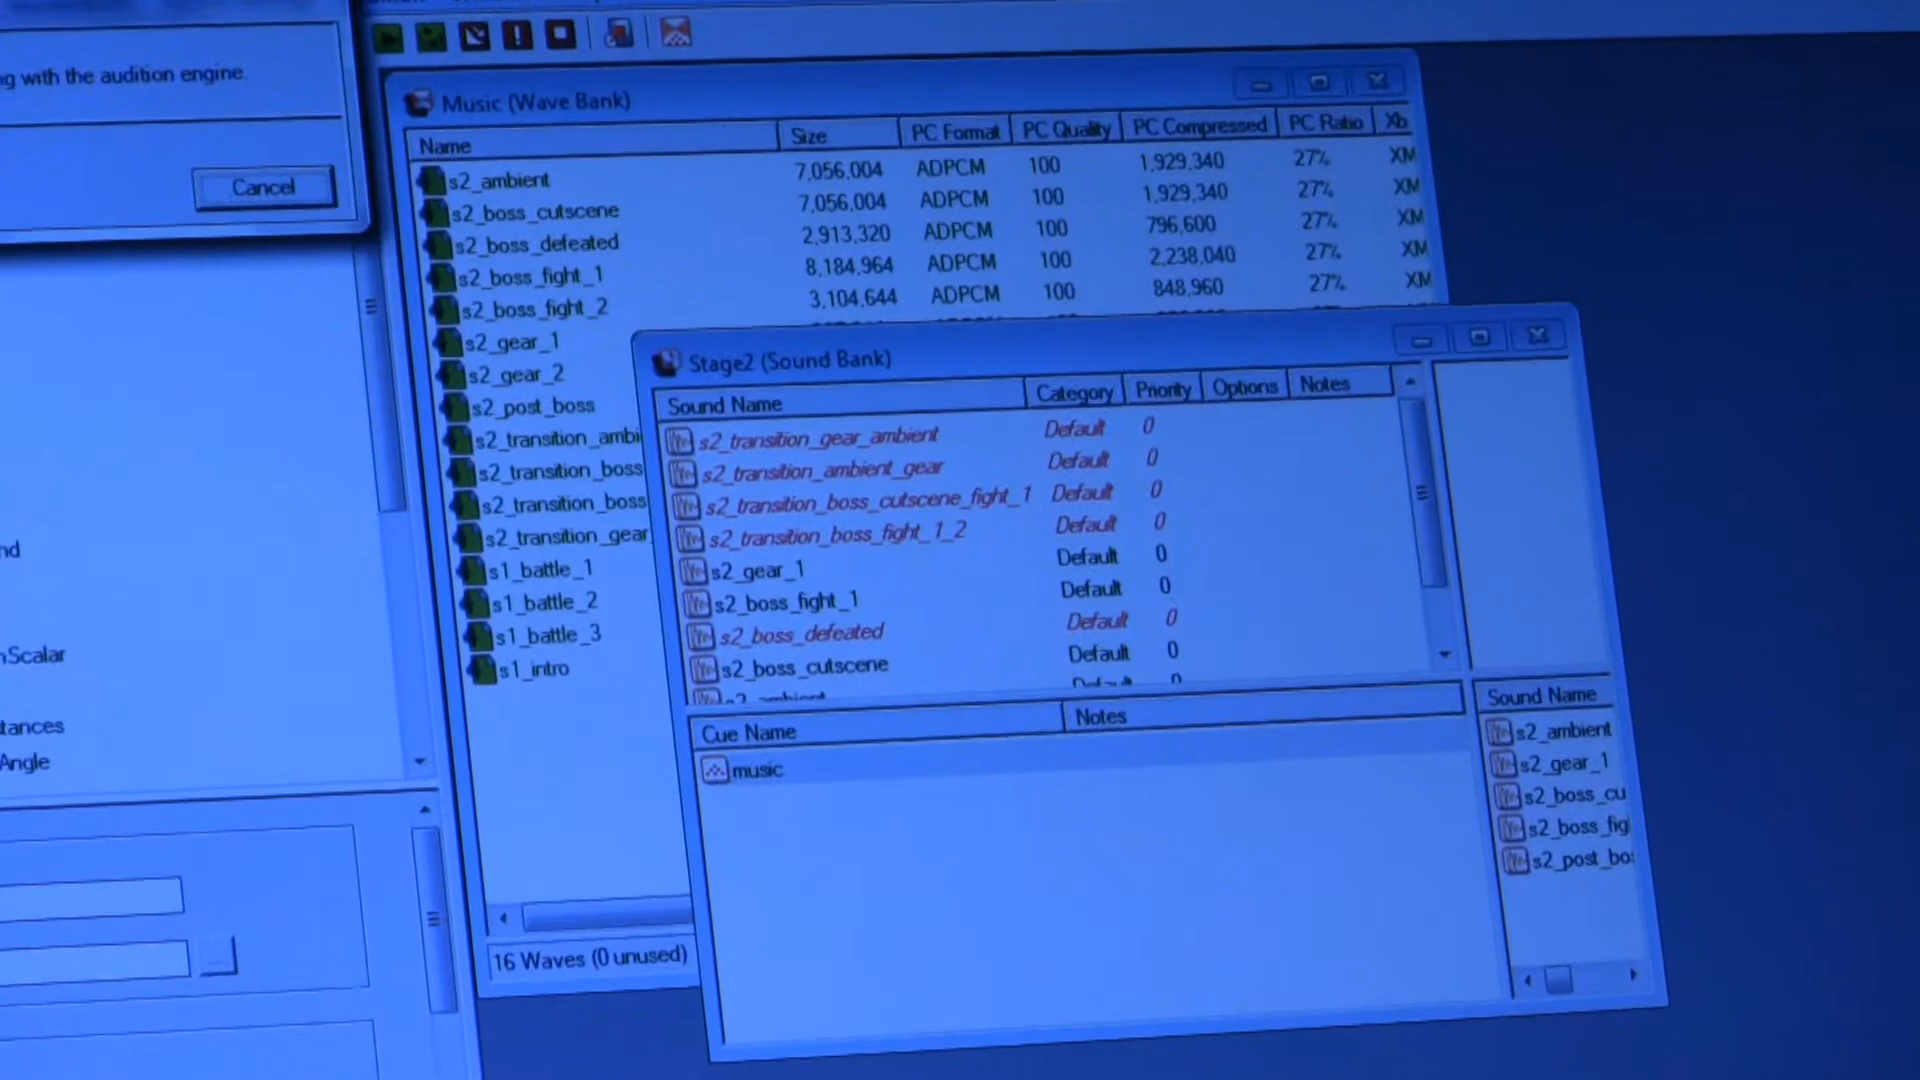 with the audition engine.
Cancel
Music (Wave Bank)
Name Size PC Format PC Quality PC Compressed PC Ratio Xb
s2_ambient 7,056,004 ADPCM 100 1,929,340 27% XM
s2_boss_cutscene 7,056,004 ADPCM 100 1,929,340 27% XM
s2_boss_defeated 2,913,320 ADPCM 100 796,600 27% XM
s2_boss_fight_1 8,184,964 ADPCM 100 2,238,040 27% XM
s2_boss_fight_2 3,104,644 ADPCM 100 848,960 27% XM
s2_gear_1
s2_gear_2
s2_post_boss
s2_transition_ambi
s2_transition_boss
s2_transition_boss
s2_transition_gear
s1_battle_1
s1_battle_2
s1_battle_3
s1_intro
16 Waves (0 unused)
Stage2 (Sound Bank)
Sound Name Category Priority Options Notes
s2_transition_gear_ambient Default 0
s2_transition_ambient_gear Default 0
s2_transition_boss_cutscene_fight_1 Default 0
s2_transition_boss_fight_1_2 Default 0
s2_gear_1 Default 0
s2_boss_fight_1 Default 0
s2_boss_defeated Default 0
s2_boss_cutscene Default 0
Cue Name Notes
music
Sound Name
s2_ambient
s2_gear_1
s2_boss_cu
s2_boss_fig
s2_post_bo
nd
nScalar
tances
Angle